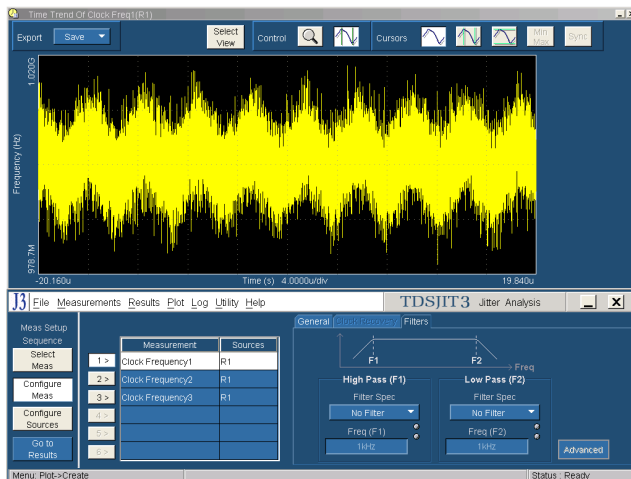 Time Trend Of Clock Freq1(R1)
Export Save
Select View
Control
Cursors
Min Max
Sync
1.020G
Frequency (Hz)
978.7M
-20.160u
Time (s) 4.0000u/div
19.840u
J3 File Measurements Results Plot Log Utility Help
TDSJIT3 Jitter Analysis
Meas Setup Sequence
Select Meas
Configure Meas
Configure Sources
Go to Results
Measurement Sources
1 > Clock Frequency1 R1
2 > Clock Frequency2 R1
3 > Clock Frequency3 R1
4 >
5 >
6 >
General Clock Recovery Filters
F1 F2 Freq
High Pass (F1)
Filter Spec
No Filter
Freq (F1)
1kHz
Low Pass (F2)
Filter Spec
No Filter
Freq (F2)
1kHz
Advanced
Menu: Plot->Create
Status : Ready